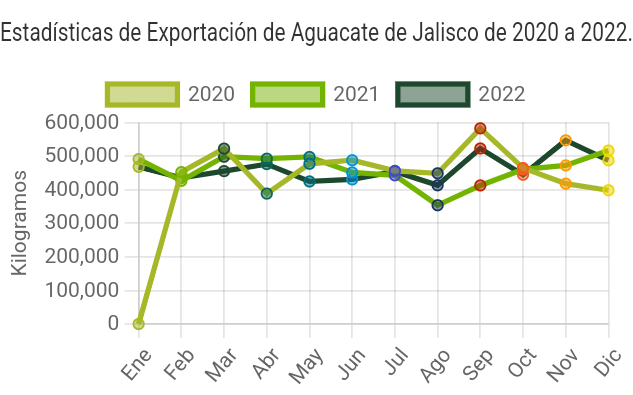 Estadísticas de Exportación de Aguacate de Jalisco de 2020 a 2022.
2020 2021 2022
600,000
500,000
400,000
300,000
200,000
100,000
0
Kilogramos
Ene Feb Mar Abr May Jun Jul Ago Sep Oct Nov Dic